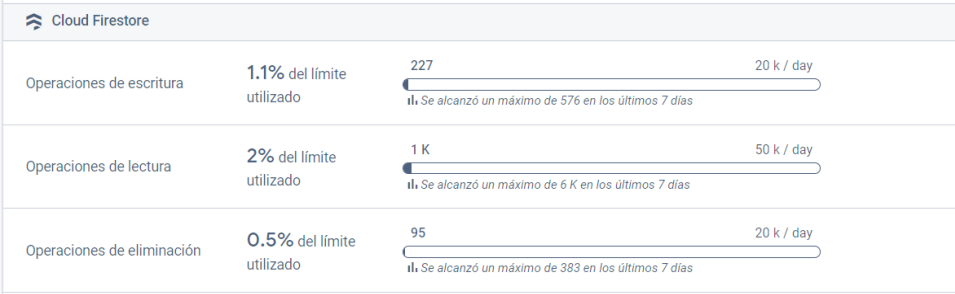 Cloud Firestore
Operaciones de escritura
1.1% del límite
utilizado
227
20 k / day
Se alcanzó un máximo de 576 en los últimos 7 días
Operaciones de lectura
2% del límite
utilizado
1 K
50 k / day
Se alcanzó un máximo de 6 K en los últimos 7 días
Operaciones de eliminación
0.5% del límite
utilizado
95
20 k / day
Se alcanzó un máximo de 383 en los últimos 7 días